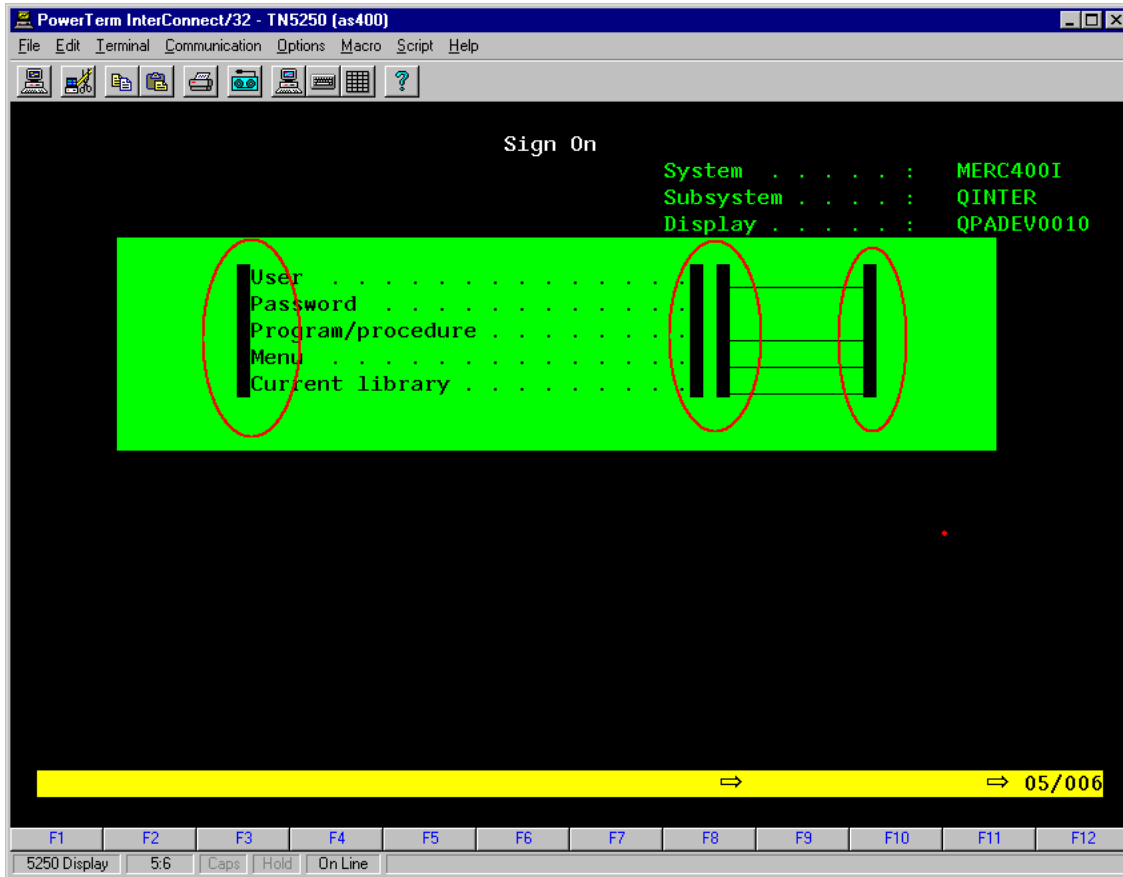 PowerTerm InterConnect/32 - TN5250 (as400)
File Edit Terminal Communication Options Macro Script Help
Sign On
System . . . . . : MERC400I
Subsystem . . . . : QINTER
Display . . . . . : QPADEV0010
User . . . . . . . . . . . . . .
Password . . . . . . . . . . . .
Program/procedure . . . . . . . .
Menu . . . . . . . . . . . . . .
Current library . . . . . . . . .
⇨ ⇨ 05/006
F1 F2 F3 F4 F5 F6 F7 F8 F9 F10 F11 F12
5250 Display 5:6 Caps Hold On Line